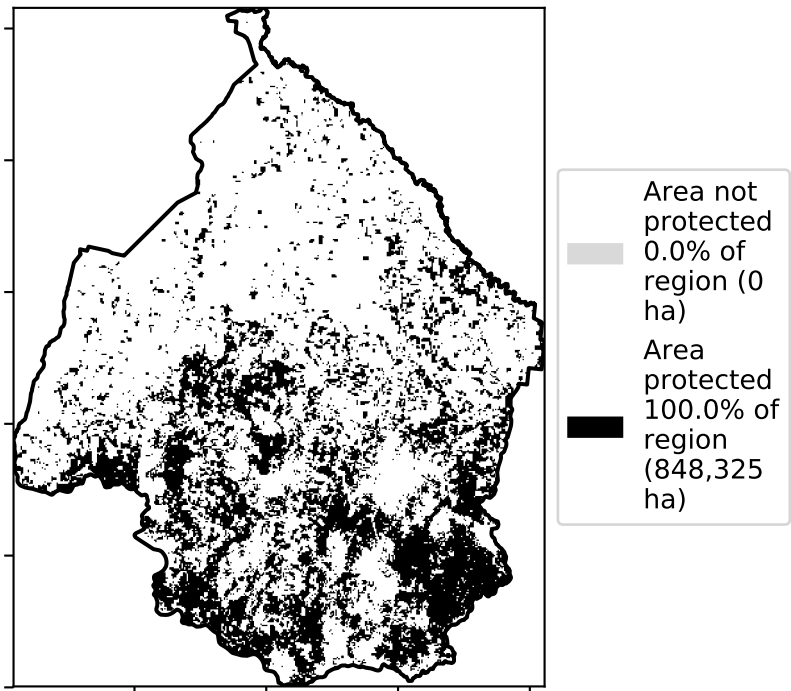 Area not
protected
0.0% of
region (0
ha)
Area
protected
100.0% of
region
(848,325
ha)